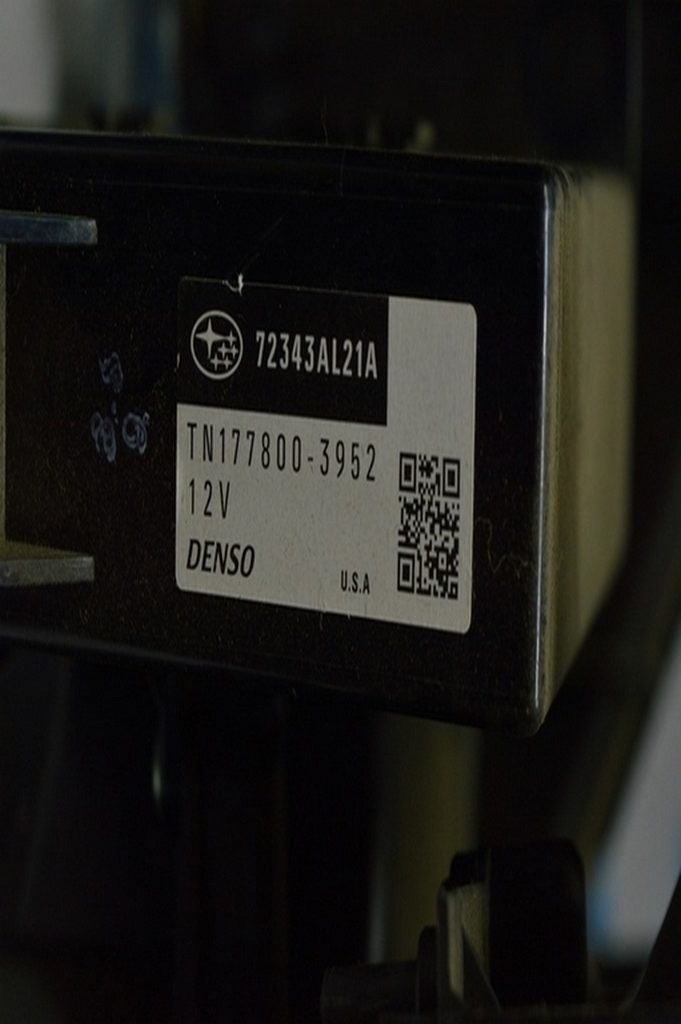 72343AL21A
TN177800-3952
12V
DENSO
U.S.A